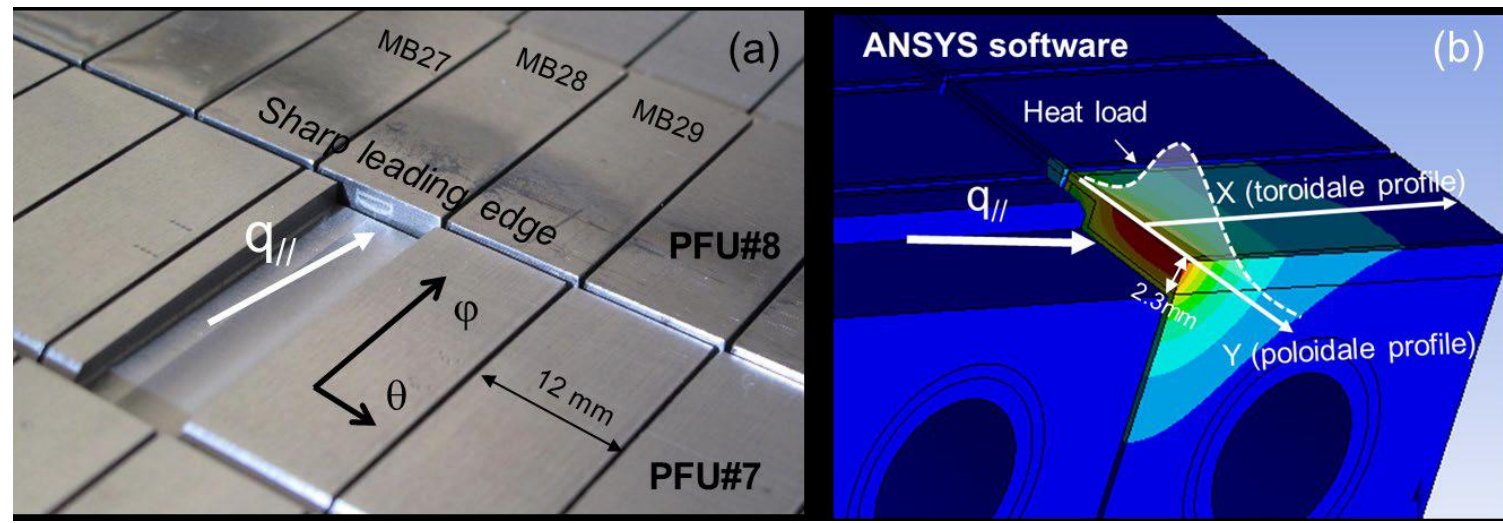 (a)
MB27
MB28
MB29
Sharp leading edge
PFU#8
q//
φ
θ
12 mm
PFU#7
ANSYS software
(b)
Heat load
X (toroidale profile)
q//
2.3mm
Y (poloidale profile)